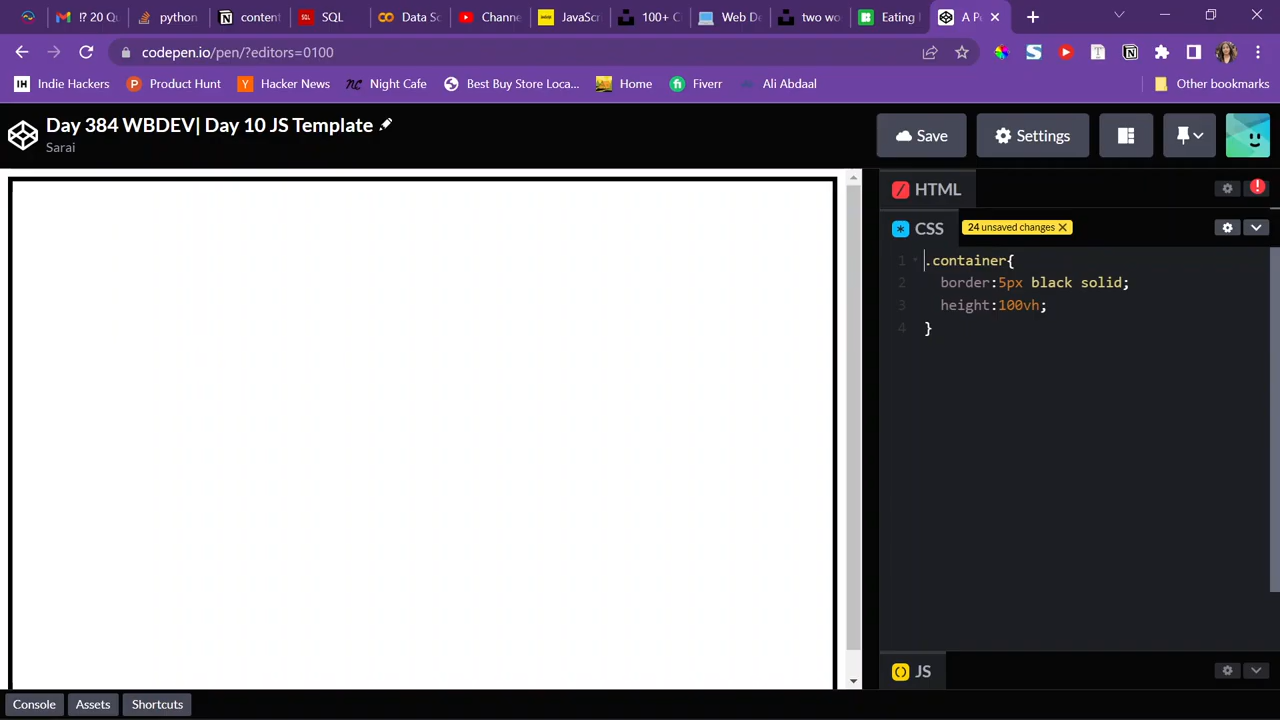 ⁉ 20 Qu
python
content
SQL
Data Sc
Channe
JavaScri
100+ C
Web De
two wo
Eating
A P
codepen.io/pen/?editors=0100
Indie Hackers
Product Hunt
Hacker News
Night Cafe
Best Buy Store Loca...
Home
Fiverr
Ali Abdaal
Other bookmarks
Day 384 WBDEV| Day 10 JS Template
Sarai
Save
Settings
HTML
CSS
24 unsaved changes
1 .container{
2 border:5px black solid;
3 height:100vh;
4 }
JS
Console
Assets
Shortcuts